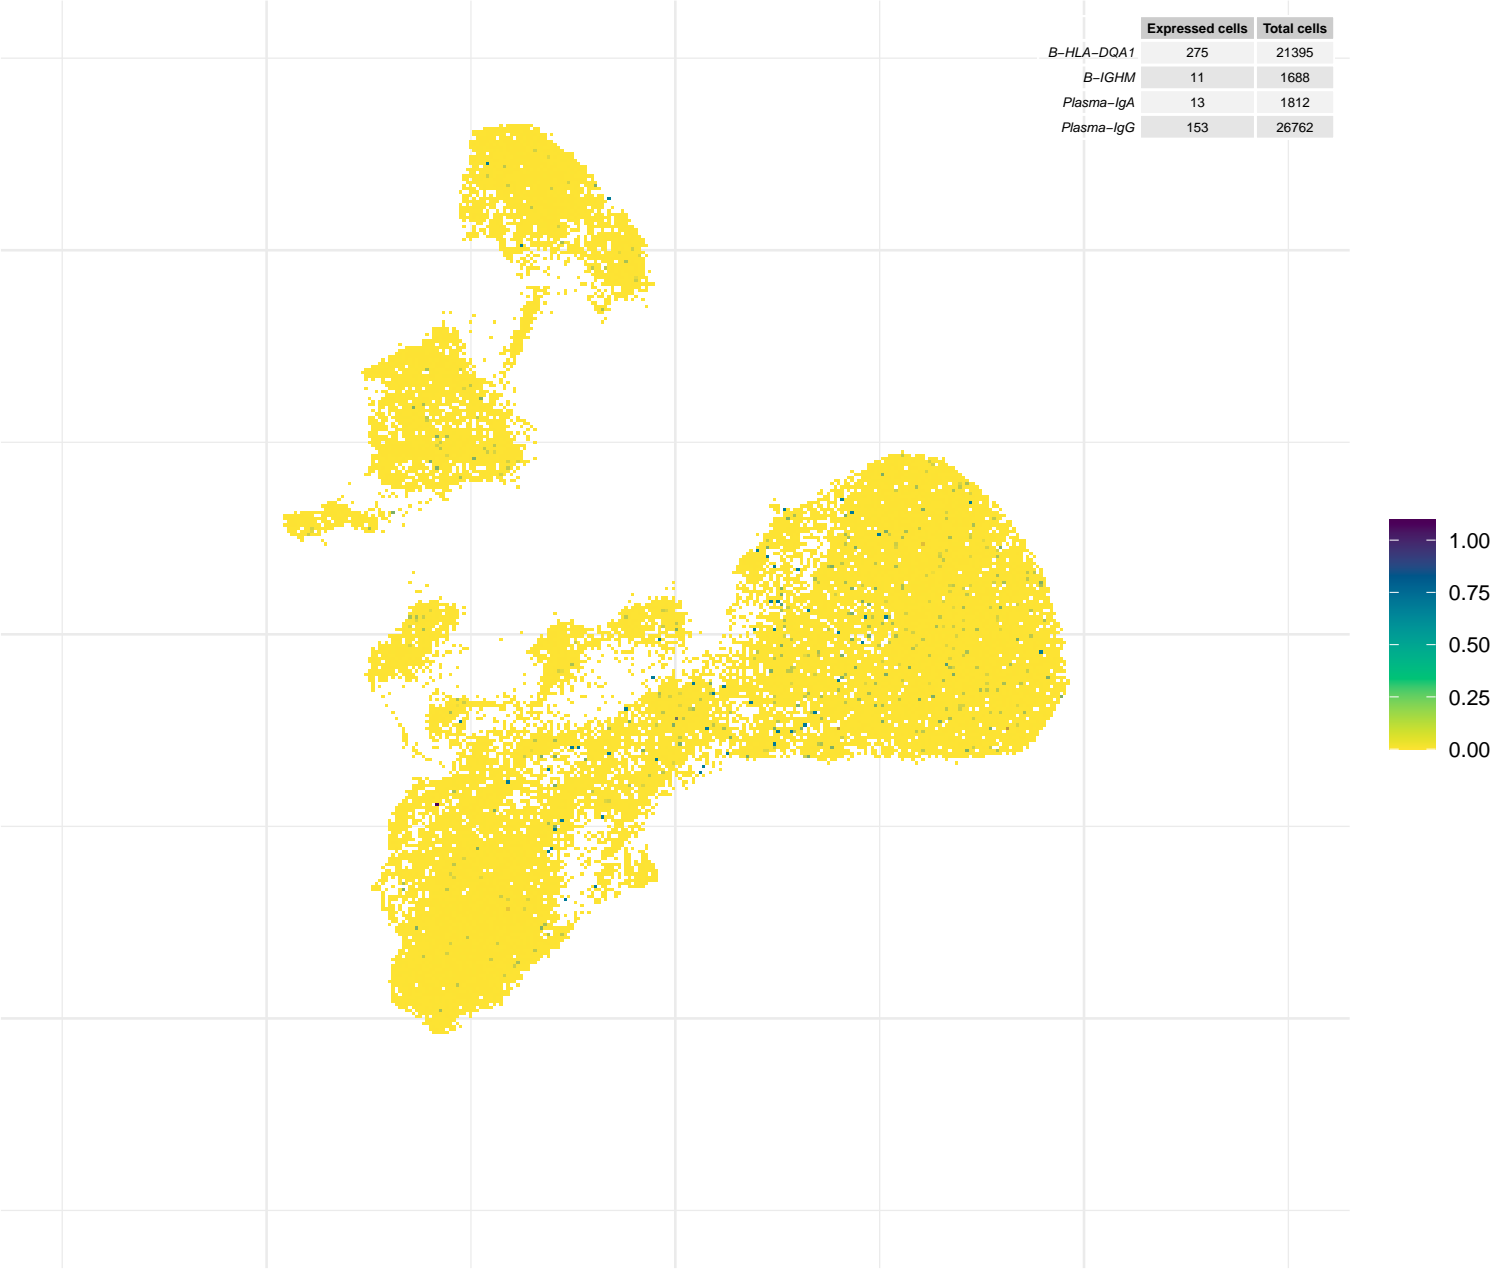 Expressed cells Total cells
B−HLA−DQA1 275 21395
B−IGHM 11 1688
Plasma−IgA 13 1812
Plasma−IgG 153 26762
1.00
0.75
0.50
0.25
0.00